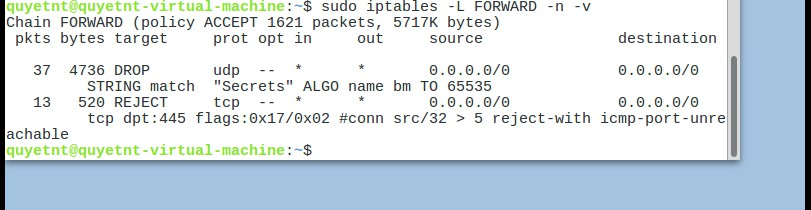 quyetnt@quyetnt-virtual-machine:~$ sudo iptables -L FORWARD -n -v
Chain FORWARD (policy ACCEPT 1621 packets, 5717K bytes)
 pkts bytes target     prot opt in     out     source               destination
   37  4736 DROP       udp  --  *      *       0.0.0.0/0            0.0.0.0/0
         STRING match  "Secrets" ALGO name bm TO 65535
   13   520 REJECT     tcp  --  *      *       0.0.0.0/0            0.0.0.0/0
         tcp dpt:445 flags:0x17/0x02 #conn src/32 > 5 reject-with icmp-port-unre
achable
quyetnt@quyetnt-virtual-machine:~$